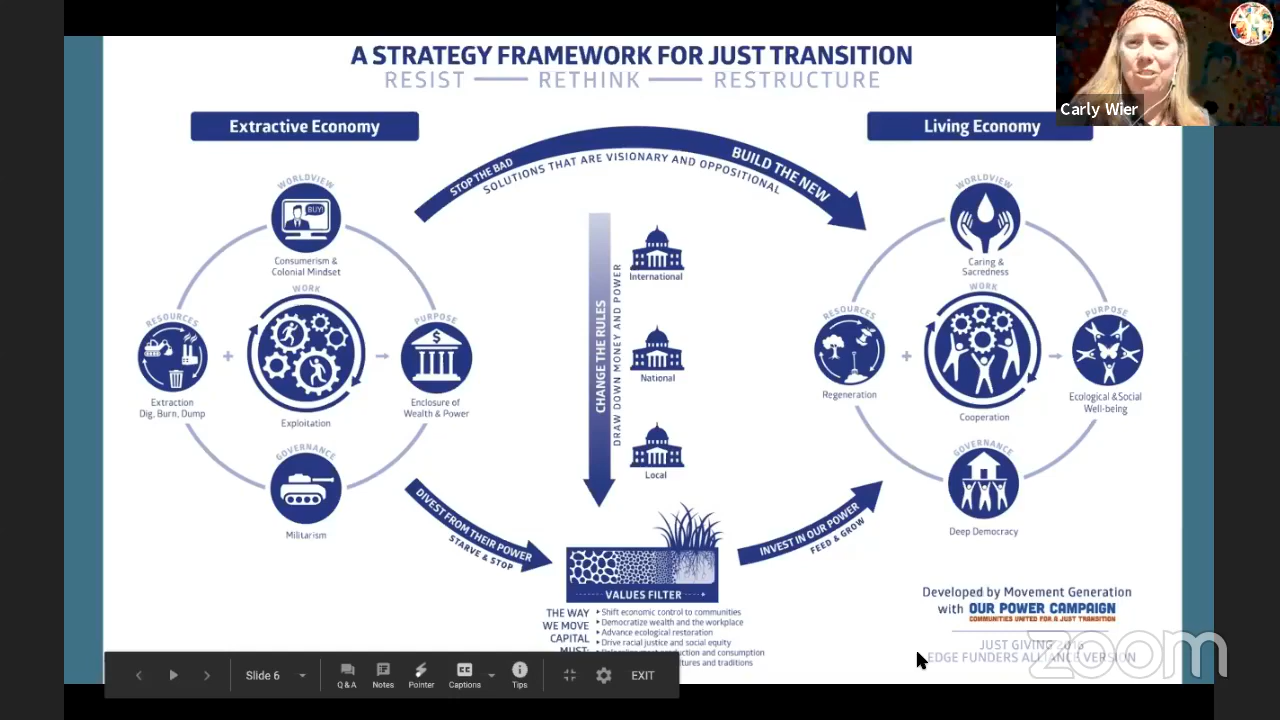 A STRATEGY FRAMEWORK FOR JUST TRANSITION
RESIST — RETHINK — RESTRUCTURE
Carly Wier
Extractive Economy
WORLDVIEW
BUY!
Consumerism &
Colonial Mindset
RESOURCES
Extraction
Dig, Burn, Dump
WORK
Exploitation
PURPOSE
$
Enclosure of
Wealth & Power
GOVERNANCE
Militarism
STOP THE BAD
BUILD THE NEW
SOLUTIONS THAT ARE VISIONARY AND OPPOSITIONAL
CHANGE THE RULES
DRAW DOWN MONEY AND POWER
International
National
Local
DIVEST FROM THEIR POWER
STARVE & STOP
VALUES FILTER
INVEST IN OUR POWER
FEED & GROW
THE WAY
WE MOVE
CAPITAL
MUST:
Shift economic control to communities
Democratize wealth and the workplace
Advance ecological restoration
Drive racial justice and social equity
production and consumption
cultures and traditions
Living Economy
WORLDVIEW
Caring &
Sacredness
RESOURCES
Regeneration
WORK
Cooperation
PURPOSE
Ecological & Social
Well-being
GOVERNANCE
Deep Democracy
Developed by Movement Generation
with OUR POWER CAMPAIGN
COMMUNITIES UNITED FOR A JUST TRANSITION
JUST GIVING 2016
EDGE FUNDERS ALLIANCE VERSION
zoom
Slide 6
Q & A
Notes
Pointer
Captions
Tips
EXIT